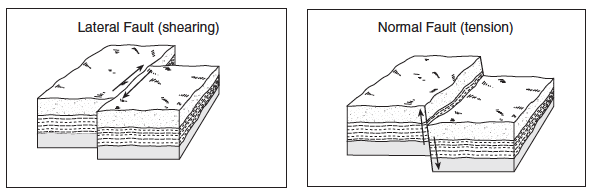 Lateral Fault (shearing)
Normal Fault (tension)